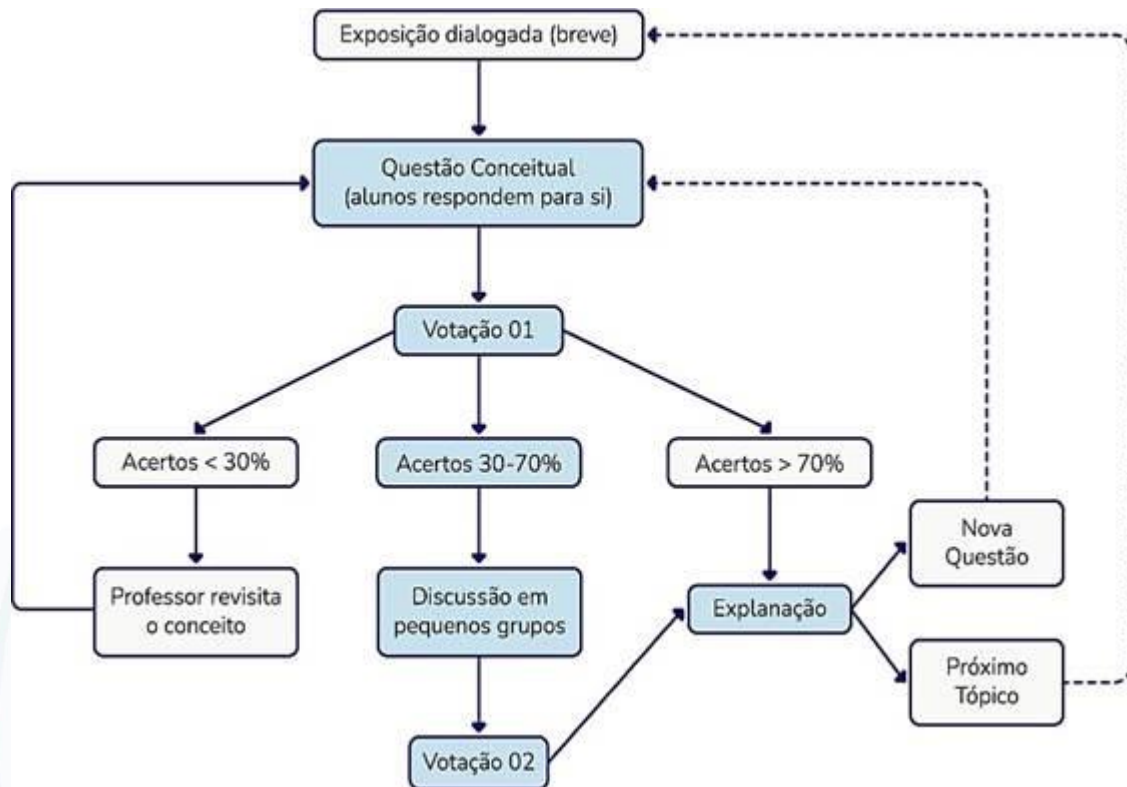 Exposição dialogada (breve)
Questão Conceitual
(alunos respondem para si)
Votação 01
Acertos < 30%
Acertos 30-70%
Acertos > 70%
Professor revisita
o conceito
Discussão em
pequenos grupos
Explanação
Nova
Questão
Próximo
Tópico
Votação 02